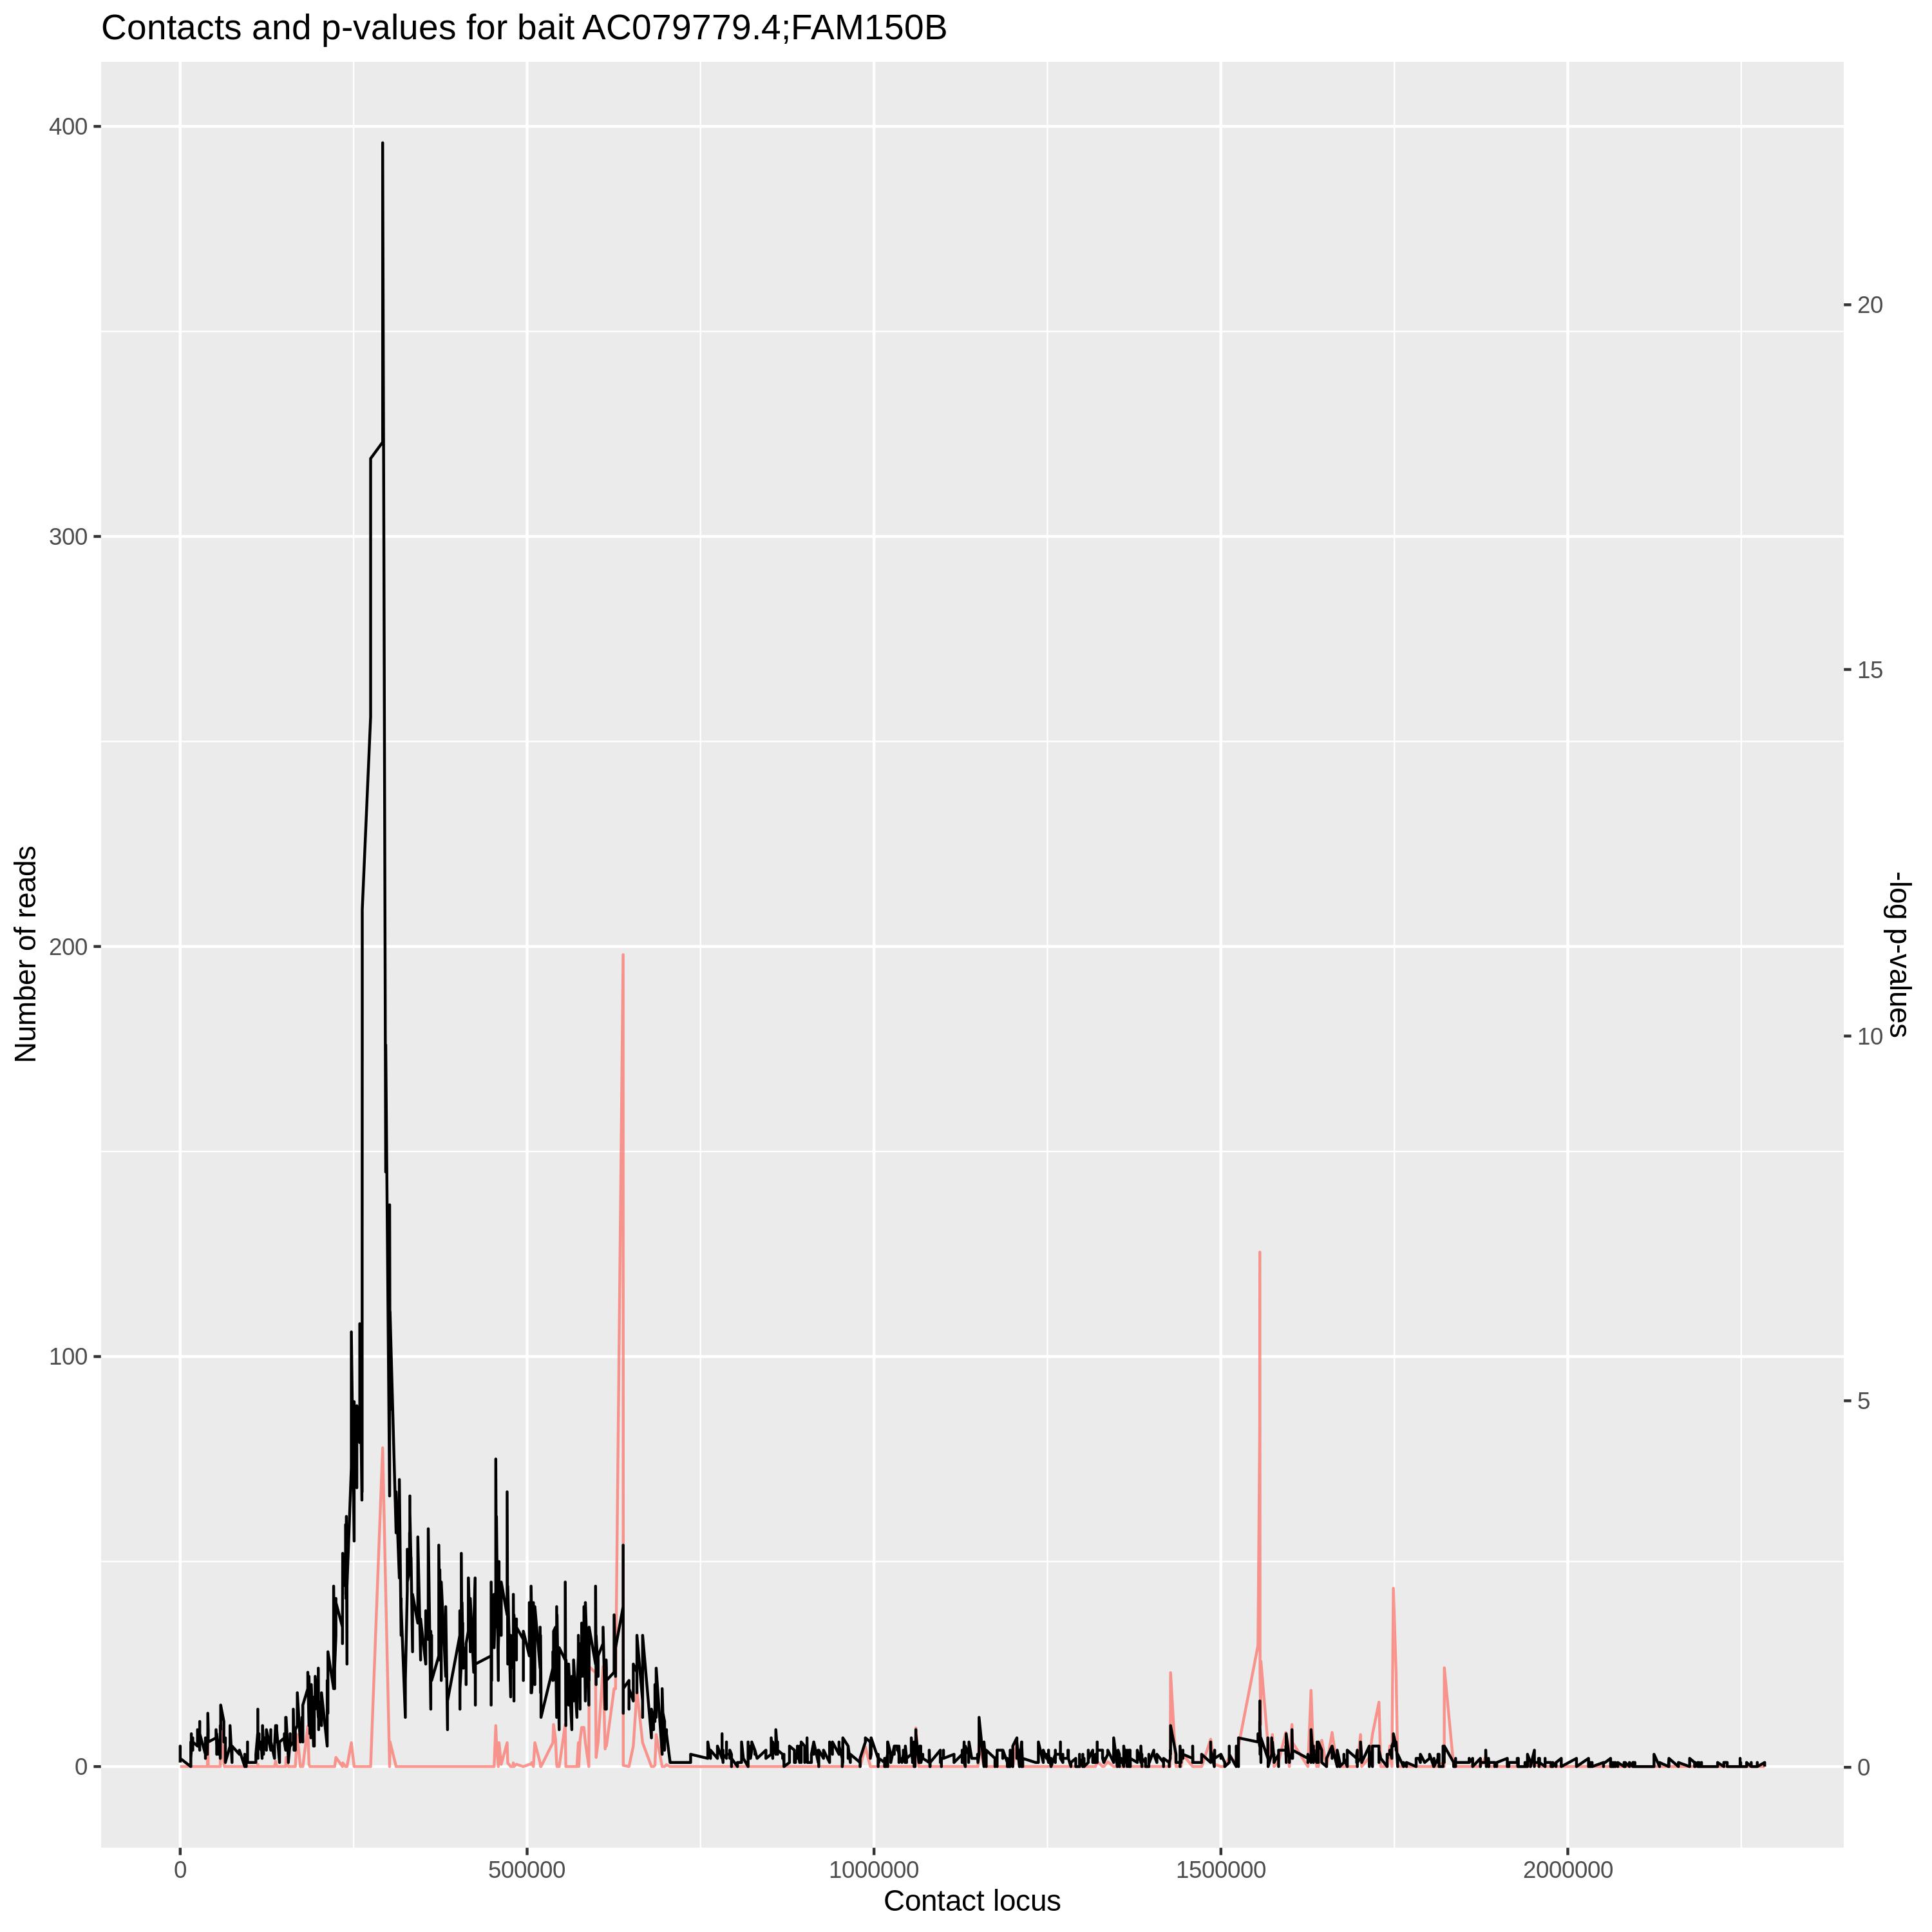 Contacts and p-values for bait AC079779.4;FAM150B
400
300
200
100
0
Number of reads
20
15
10
5
0
-log p-values
0 500000 1000000 1500000 2000000
Contact locus